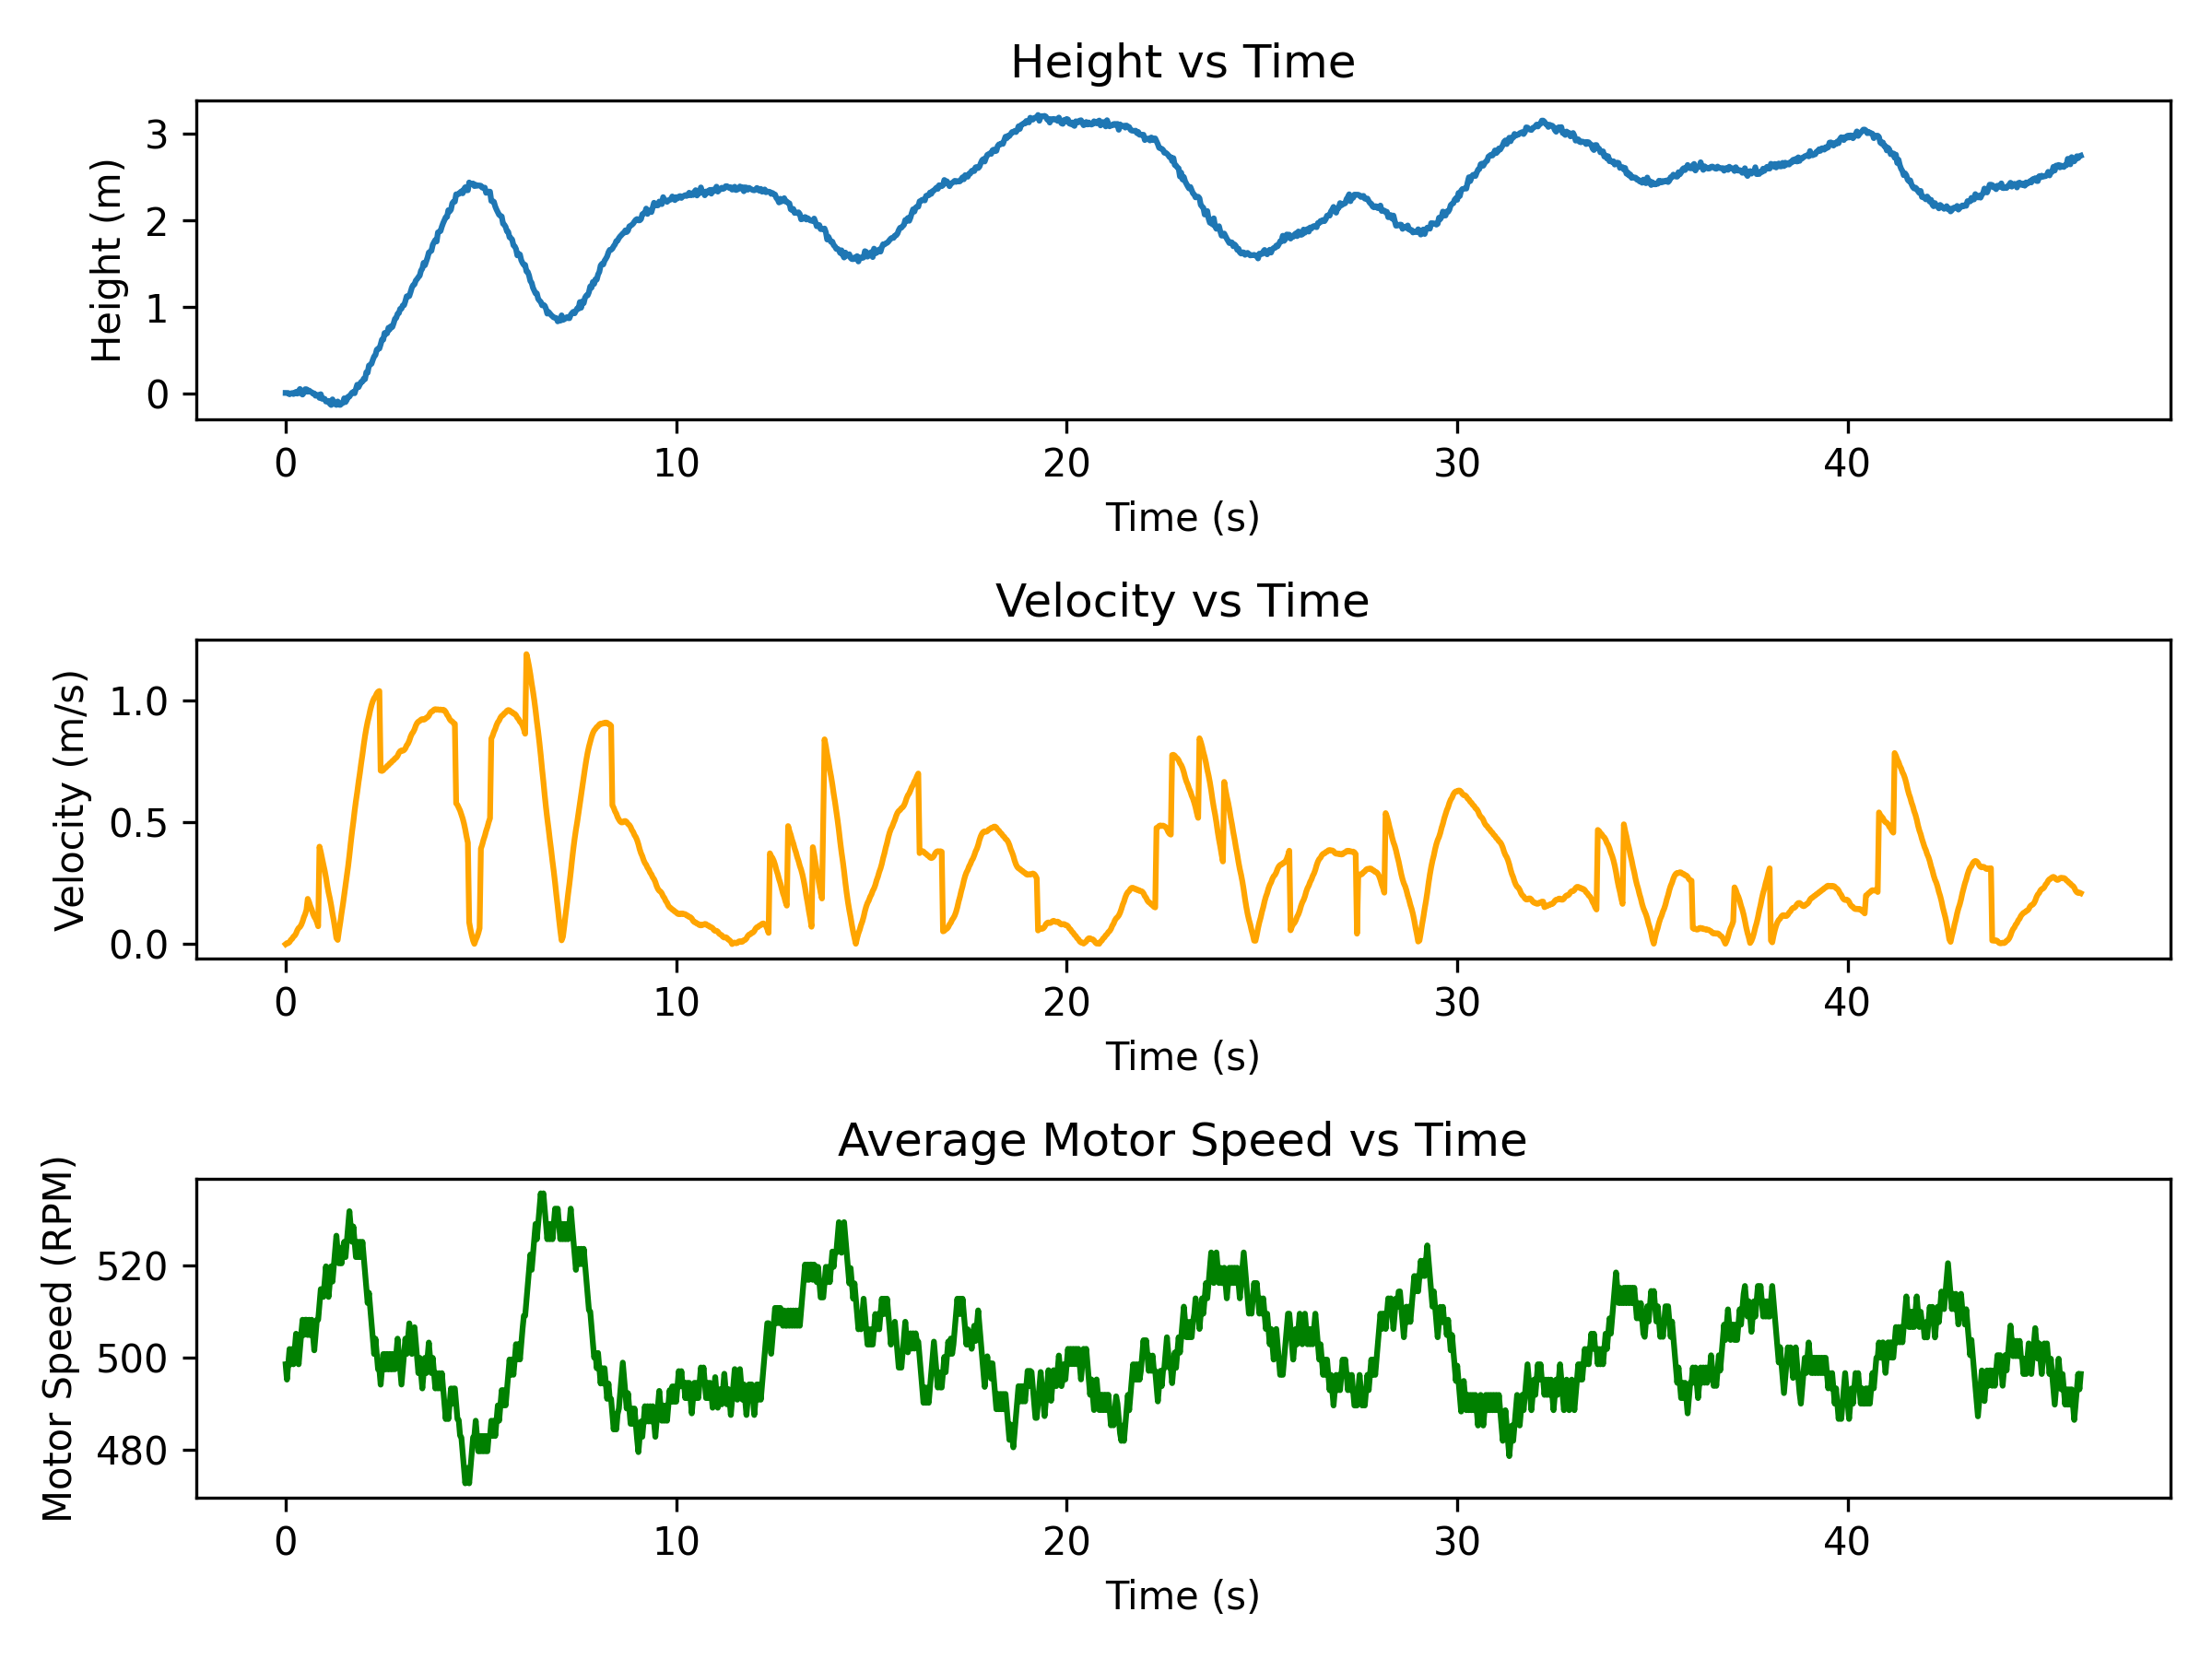 Height vs Time
Height (m)
3
2
1
0
0 10 20 30 40
Time (s)
Velocity vs Time
Velocity (m/s)
1.0
0.5
0.0
0 10 20 30 40
Time (s)
Average Motor Speed vs Time
Motor Speed (RPM)
520
500
480
0 10 20 30 40
Time (s)